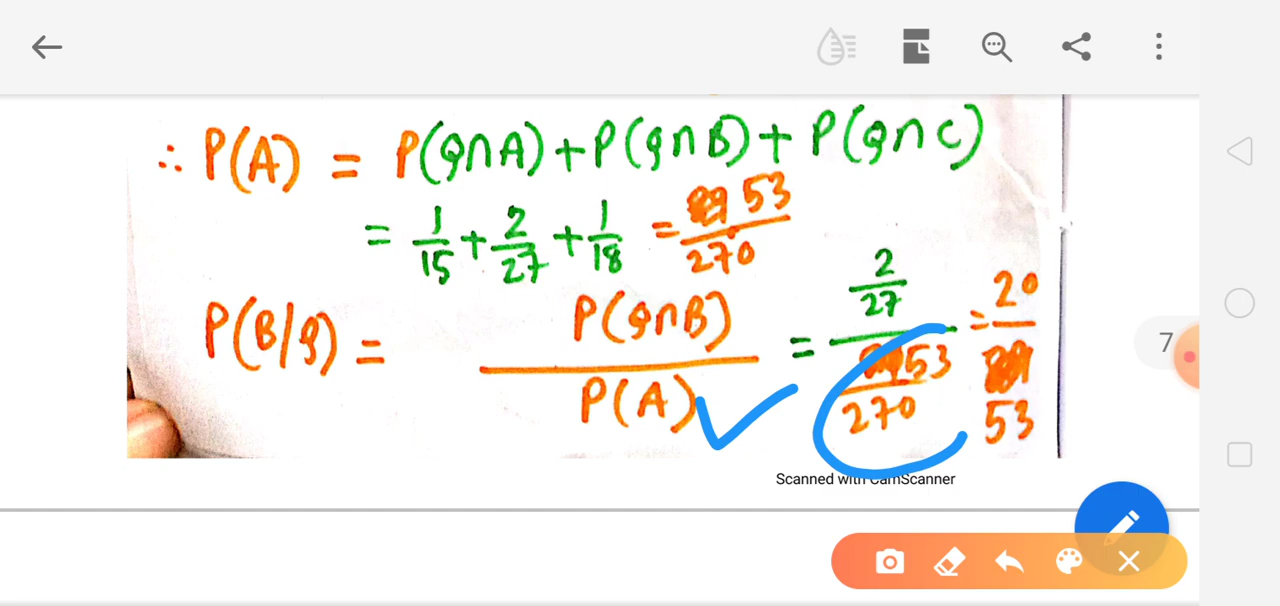 ∴ P(A) = P(Q∩A) + P(Q∩B) + P(Q∩C)
= 1/15 + 2/27 + 1/18 = 53/270
P(B/Q) = P(Q∩B)/P(A) = (2/27)/(53/270) = 20/53
7
Scanned with CamScanner